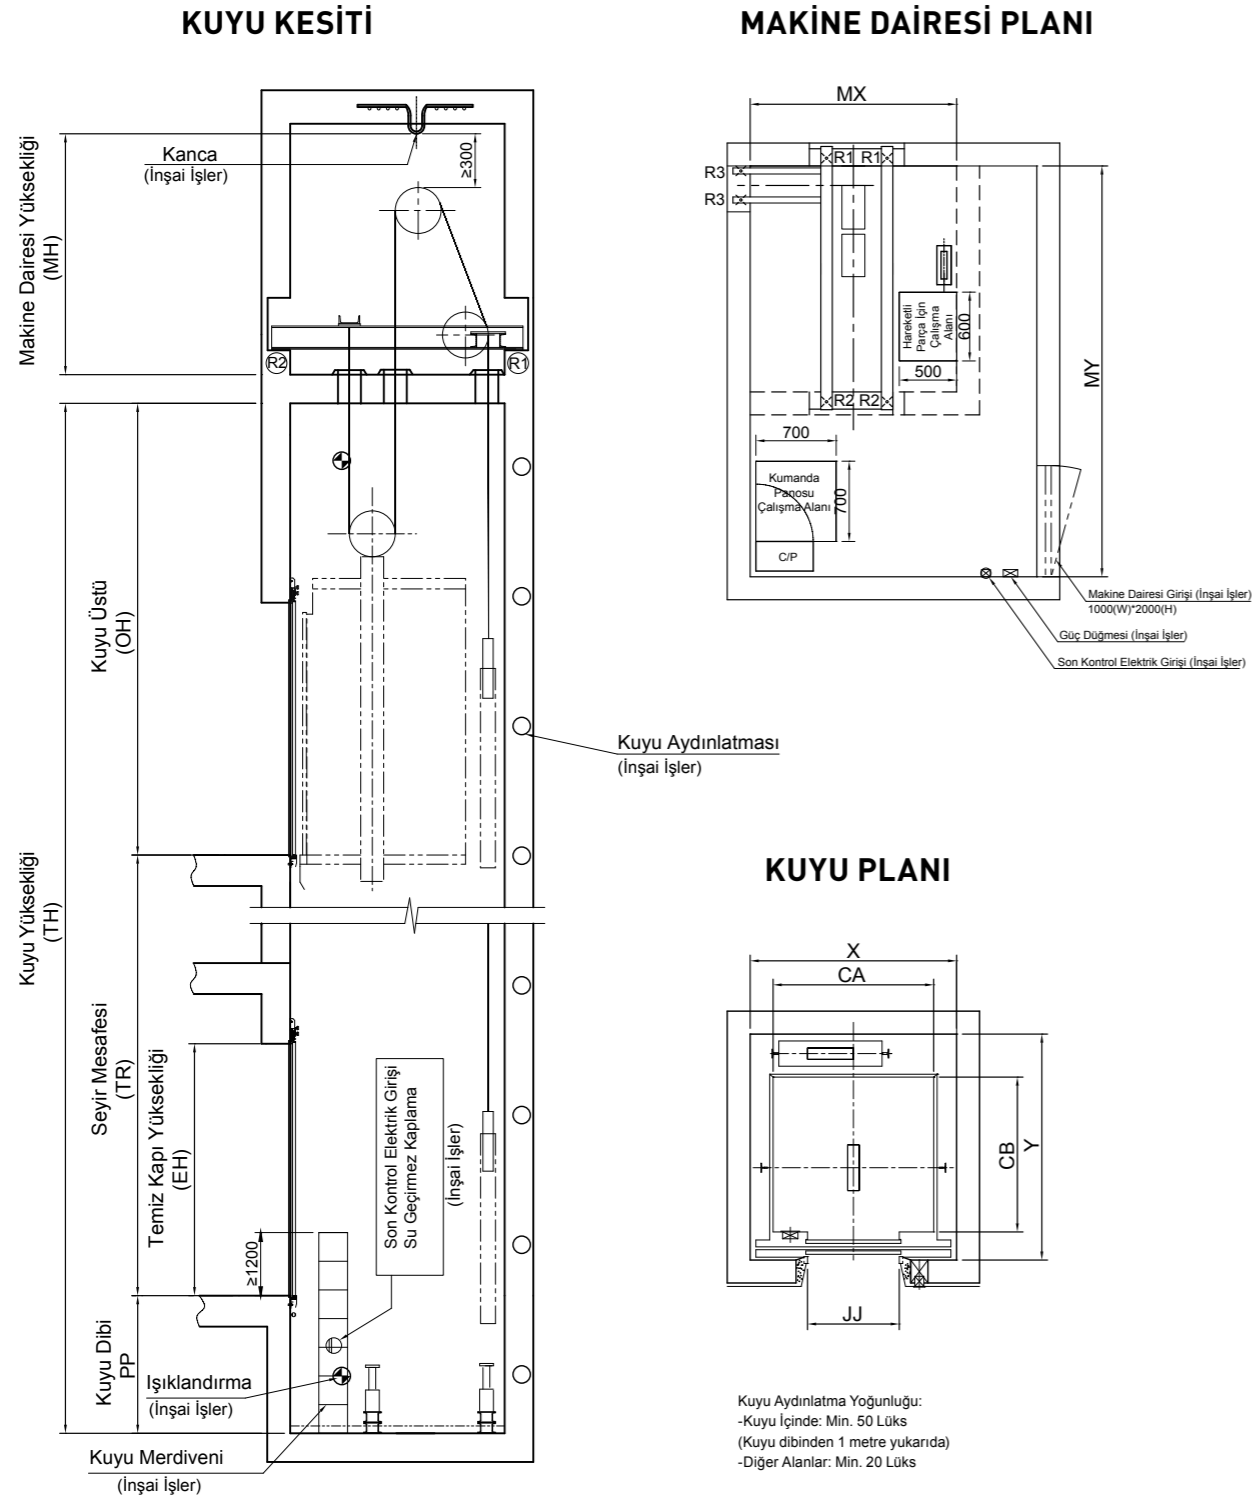 KUYU KESİTİ
Makine Dairesi Yüksekliği
(MH)
Kanca
(İnşai İşler)
≥300
R2
R1
Kuyu Üstü
(OH)
Kuyu Yüksekliği
(TH)
Kuyu Aydınlatması
(İnşai İşler)
Seyir Mesafesi
(TR)
Temiz Kapı Yüksekliği
(EH)
≥1200
Son Kontrol Elektrik Girişi
Su Geçirmez Kaplama
(İnşai İşler)
Kuyu Dibi
PP
Işıklandırma
(İnşai İşler)
Kuyu Merdiveni
(İnşai İşler)
MAKİNE DAİRESİ PLANI
MX
R1 R1
R3
R3
Hareketli
Parça İçin
Çalışma
Alanı
600
500
MY
R2 R2
700
Kumanda
Panosu
Çalışma Alanı
700
C/P
Makine Dairesi Girişi (İnşai İşler)
1000(W)*2000(H)
Güç Düğmesi (İnşai İşler)
Son Kontrol Elektrik Girişi (İnşai İşler)
KUYU PLANI
X
CA
CB
Y
JJ
Kuyu Aydınlatma Yoğunluğu:
-Kuyu İçinde: Min. 50 Lüks
(Kuyu dibinden 1 metre yukarıda)
-Diğer Alanlar: Min. 20 Lüks